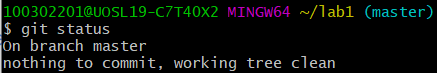 100302201@UOSL19-C7T40X2 MINGW64 ~/lab1 (master)
$ git status
On branch master
nothing to commit, working tree clean